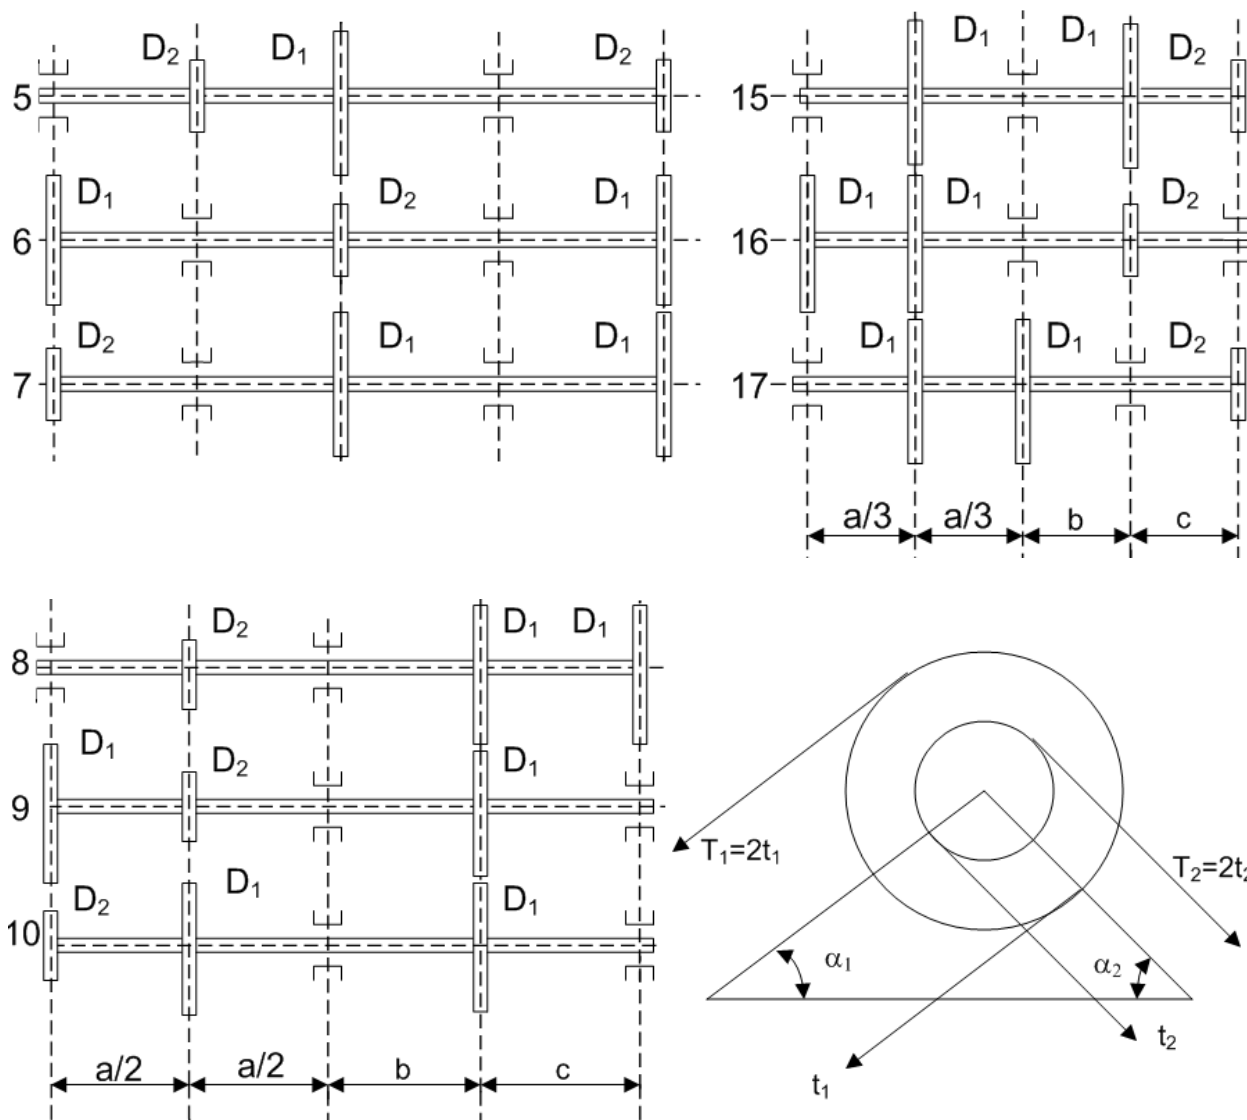 D₂ D₁ D₂
5
D₁ D₂ D₁
6
D₂ D₁ D₁
7
D₁ D₁ D₂
15
D₁ D₁ D₂
16
D₁ D₁ D₂
17
a/3 a/3 b c
D₂ D₁ D₁
8
D₁ D₂ D₁
9
D₂ D₁ D₁
10
a/2 a/2 b c
T₁=2t₁
T₂=2t₂
α₁ α₂
t₂
t₁